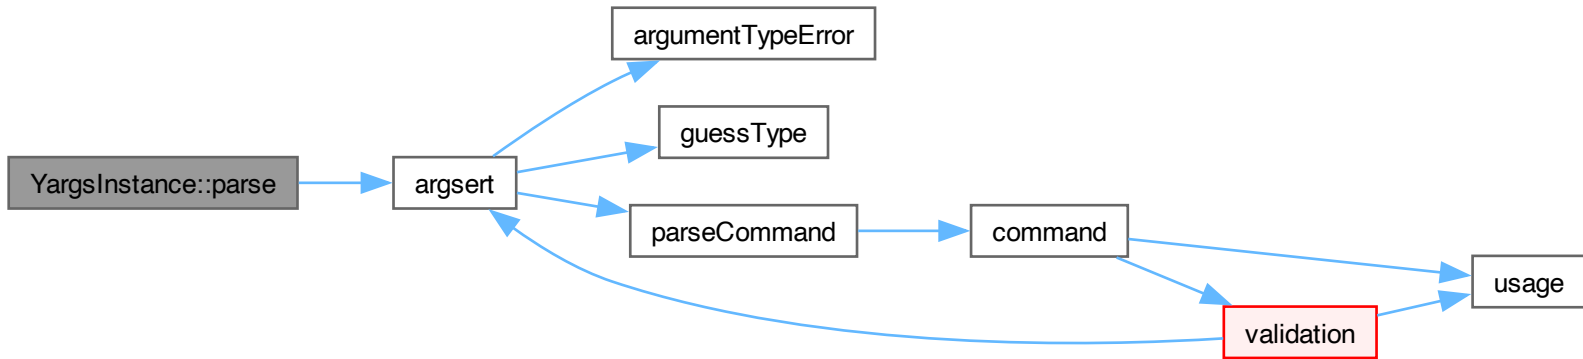 argumentTypeError
guessType
YargsInstance::parse
argsert
parseCommand
command
usage
validation